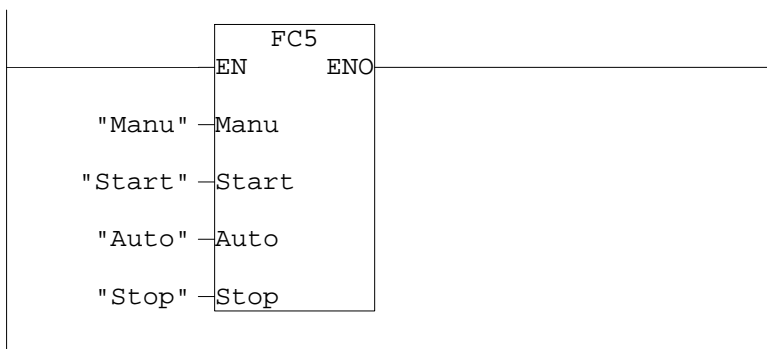 FC5
EN ENO
"Manu" Manu
"Start" Start
"Auto" Auto
"Stop" Stop